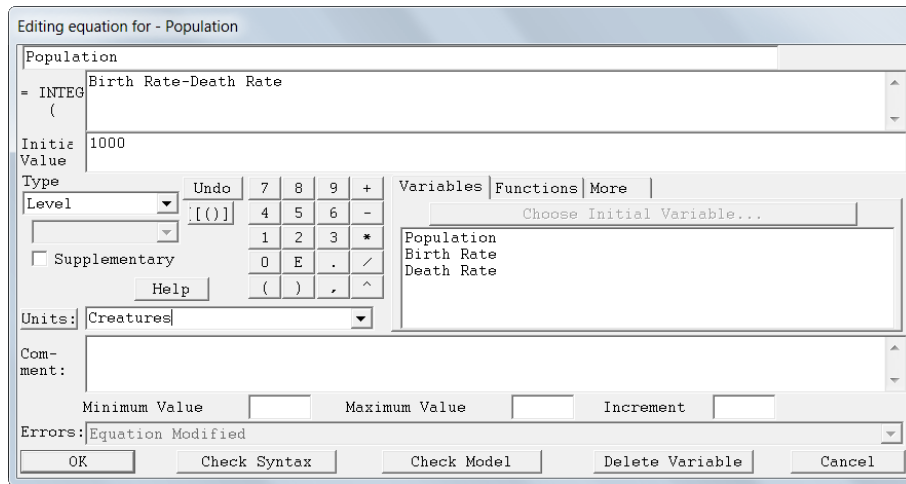 Editing equation for - Population
Population
= INTEG (
Birth Rate-Death Rate
Initia Value
1000
Type
Level
Undo
7 8 9 +
[()]
4 5 6 -
1 2 3 *
Supplementary
0 E . /
Help
( ) , ^
Variables Functions More
Choose Initial Variable...
Population
Birth Rate
Death Rate
Units: Creatures
Com-
ment:
Minimum Value Maximum Value Increment
Errors: Equation Modified
OK Check Syntax Check Model Delete Variable Cancel